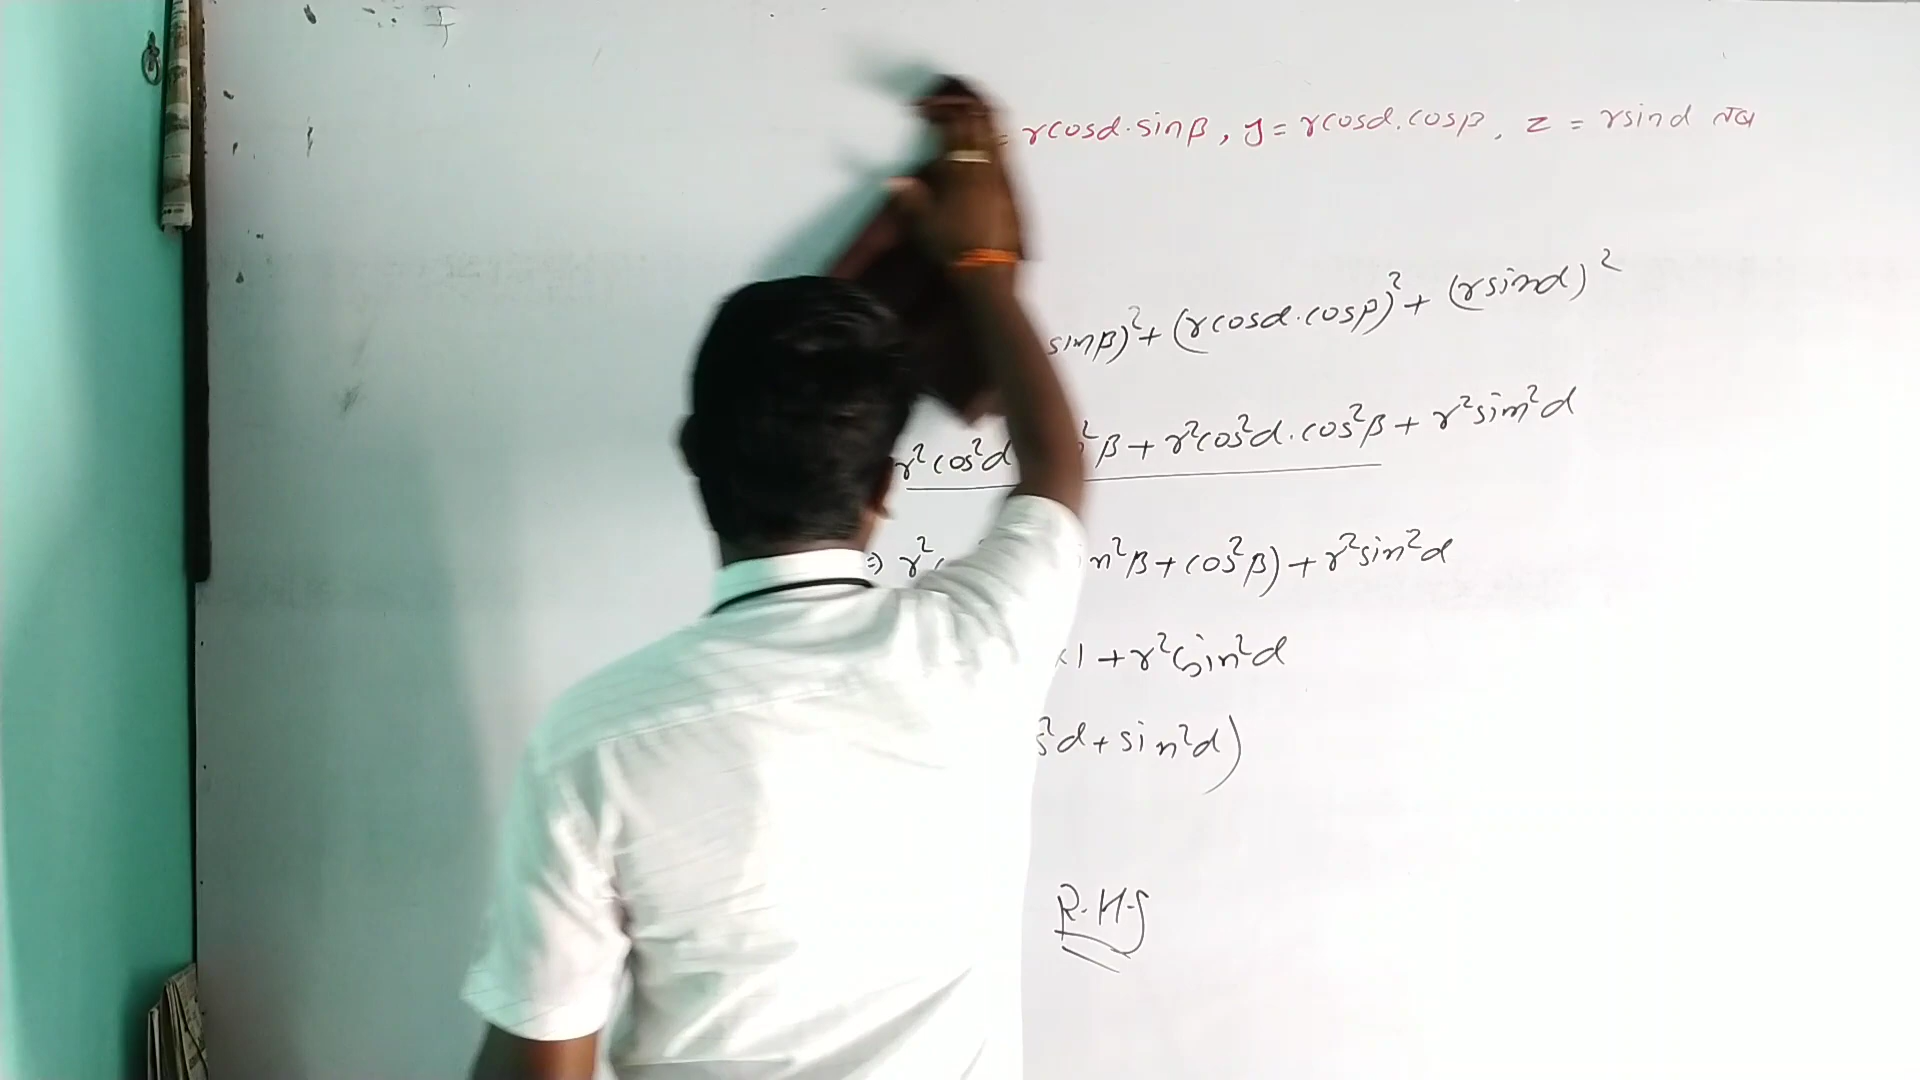 = rcosα.sinβ, y = rcosα.cosβ, z = rsinα तब
sinβ)²+(rcosα.cosβ)²+(rsinα)²
r²cos²α ²β+r²cos²α.cos²β+r²sin²α
⇒ r² n²β+cos²β)+r²sin²α
×1+r²sin²α
s²α+sin²α)
R.H.S